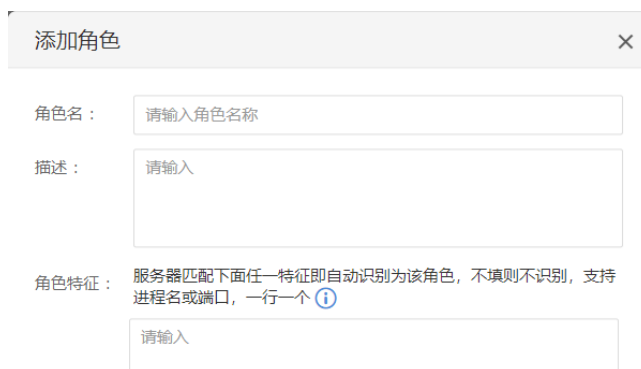 添加角色
角色名：
请输入角色名称
描述：
请输入
角色特征：
服务器匹配下面任一特征即自动识别为该角色，不填则不识别，支持
进程名或端口，一行一个
请输入